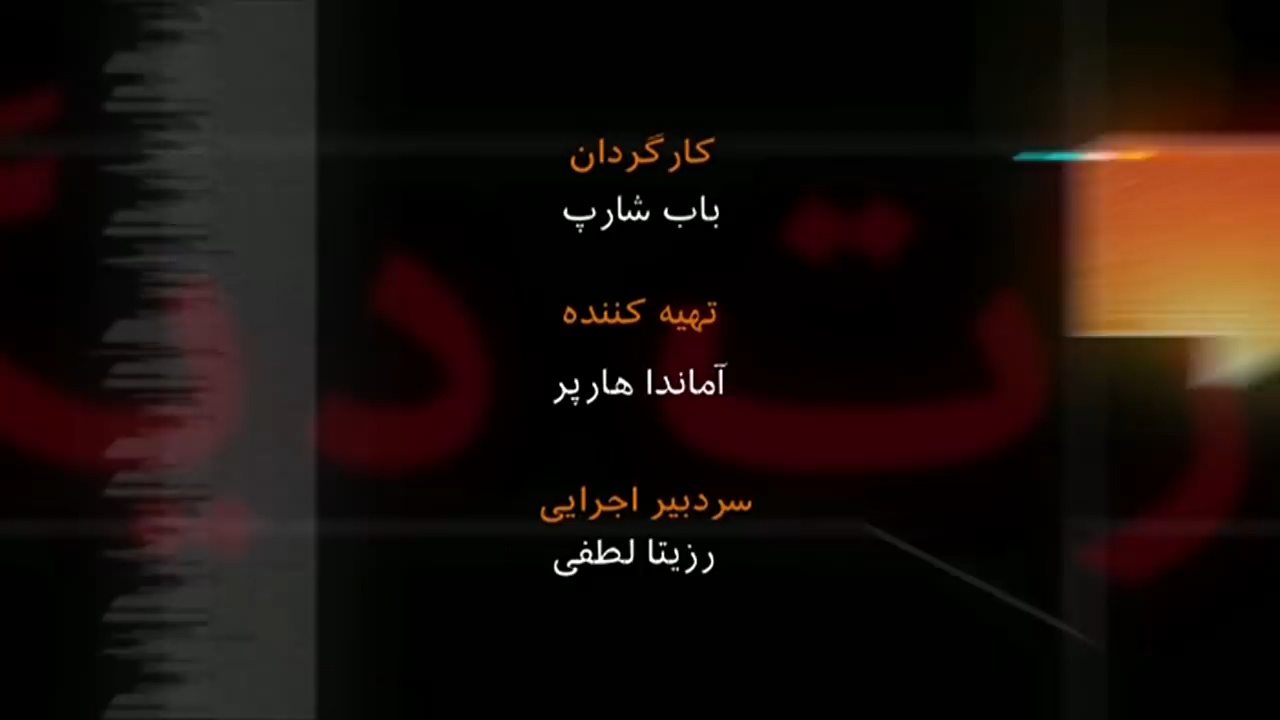 کارگردان
باب شارپ
تهیه کننده
آماندا هارپر
سردبیر اجرایی
رزیتا لطفی